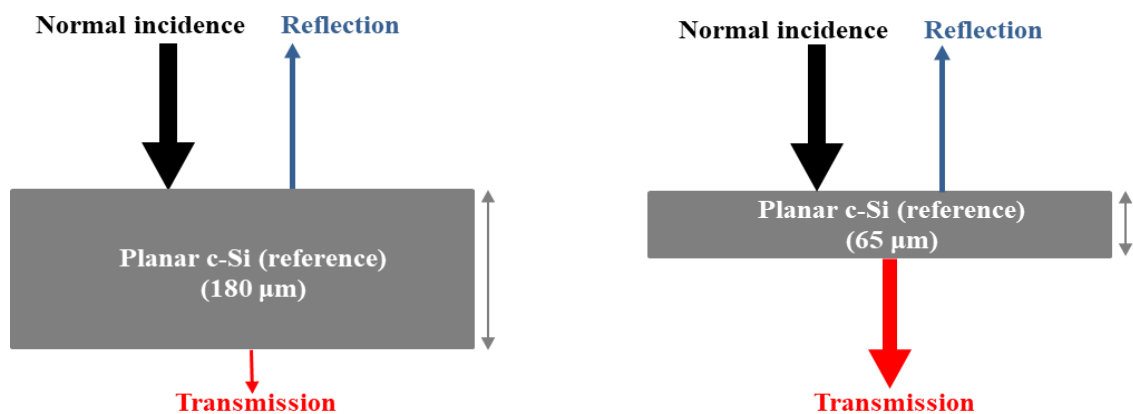 Normal incidence Reflection
Planar c-Si (reference)
(180 μm)
Transmission
Normal incidence Reflection
Planar c-Si (reference)
(65 μm)
Transmission